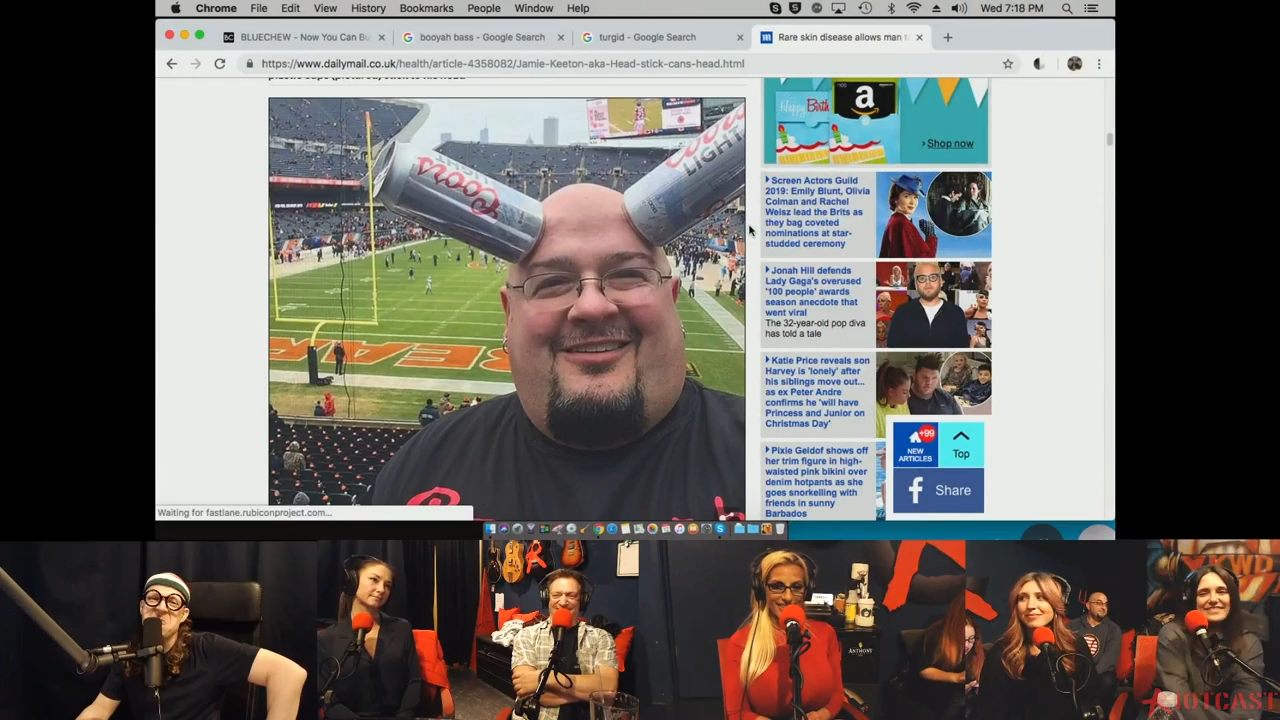 Chrome File Edit View History Bookmarks People Window Help
Wed 7:18 PM
BLUECHEW - Now You Can Bu
booyah bass - Google Search
turgid - Google Search
Rare skin disease allows man t
https://www.dailymail.co.uk/health/article-4358082/Jamie-Keeton-aka-Head-stick-cans-head.html
Happy Birth
a
Shop now
Screen Actors Guild
2019: Emily Blunt, Olivia
Colman and Rachel
Weisz lead the Brits as
they bag coveted
nominations at star-
studded ceremony
Jonah Hill defends
Lady Gaga's overused
'100 people' awards
season anecdote that
went viral
The 32-year-old pop diva
has told a tale
Katie Price reveals son
Harvey is 'lonely' after
his siblings move out...
as ex Peter Andre
confirms he 'will have
Princess and Junior on
Christmas Day'
Pixie Geldof shows off
her trim figure in high-
waisted pink bikini over
denim hotpants as she
goes snorkelling with
friends in sunny
Barbados
+99
NEW
ARTICLES
Top
Share
Coors
Coors
LIGHT
BEAR
Waiting for fastlane.rubiconproject.com...
ANTHONY
XKWD
OTCAST